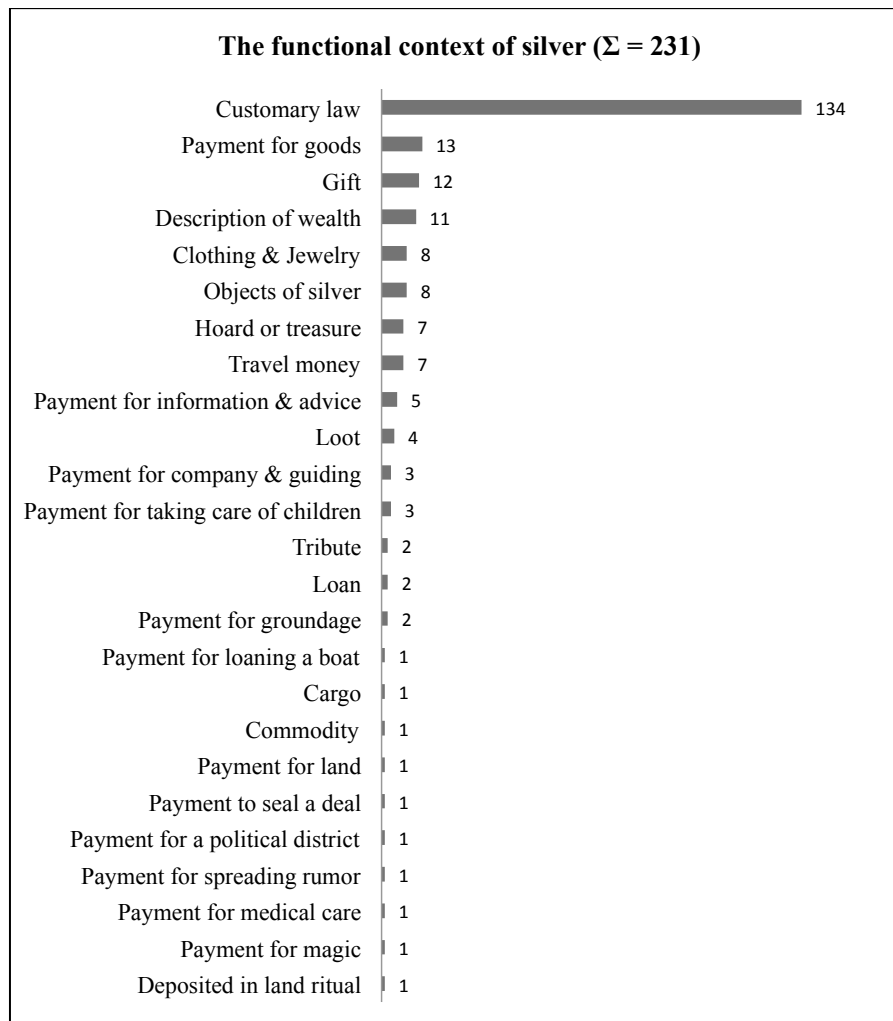 The functional context of silver (Σ = 231)
Customary law 134
Payment for goods 13
Gift 12
Description of wealth 11
Clothing & Jewelry 8
Objects of silver 8
Hoard or treasure 7
Travel money 7
Payment for information & advice 5
Loot 4
Payment for company & guiding 3
Payment for taking care of children 3
Tribute 2
Loan 2
Payment for groundage 2
Payment for loaning a boat 1
Cargo 1
Commodity 1
Payment for land 1
Payment to seal a deal 1
Payment for a political district 1
Payment for spreading rumor 1
Payment for medical care 1
Payment for magic 1
Deposited in land ritual 1